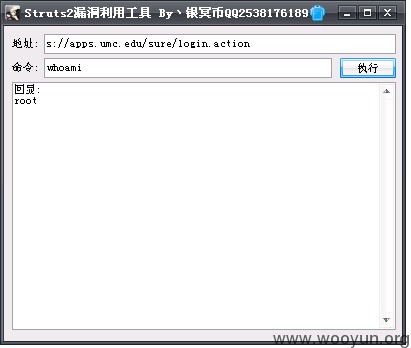 Struts2漏洞利用工具 By丶银冥币QQ2538176189
地址: s://apps.umc.edu/sure/login.action
命令: whoami 执行
回显:
root
www.wooyun.org